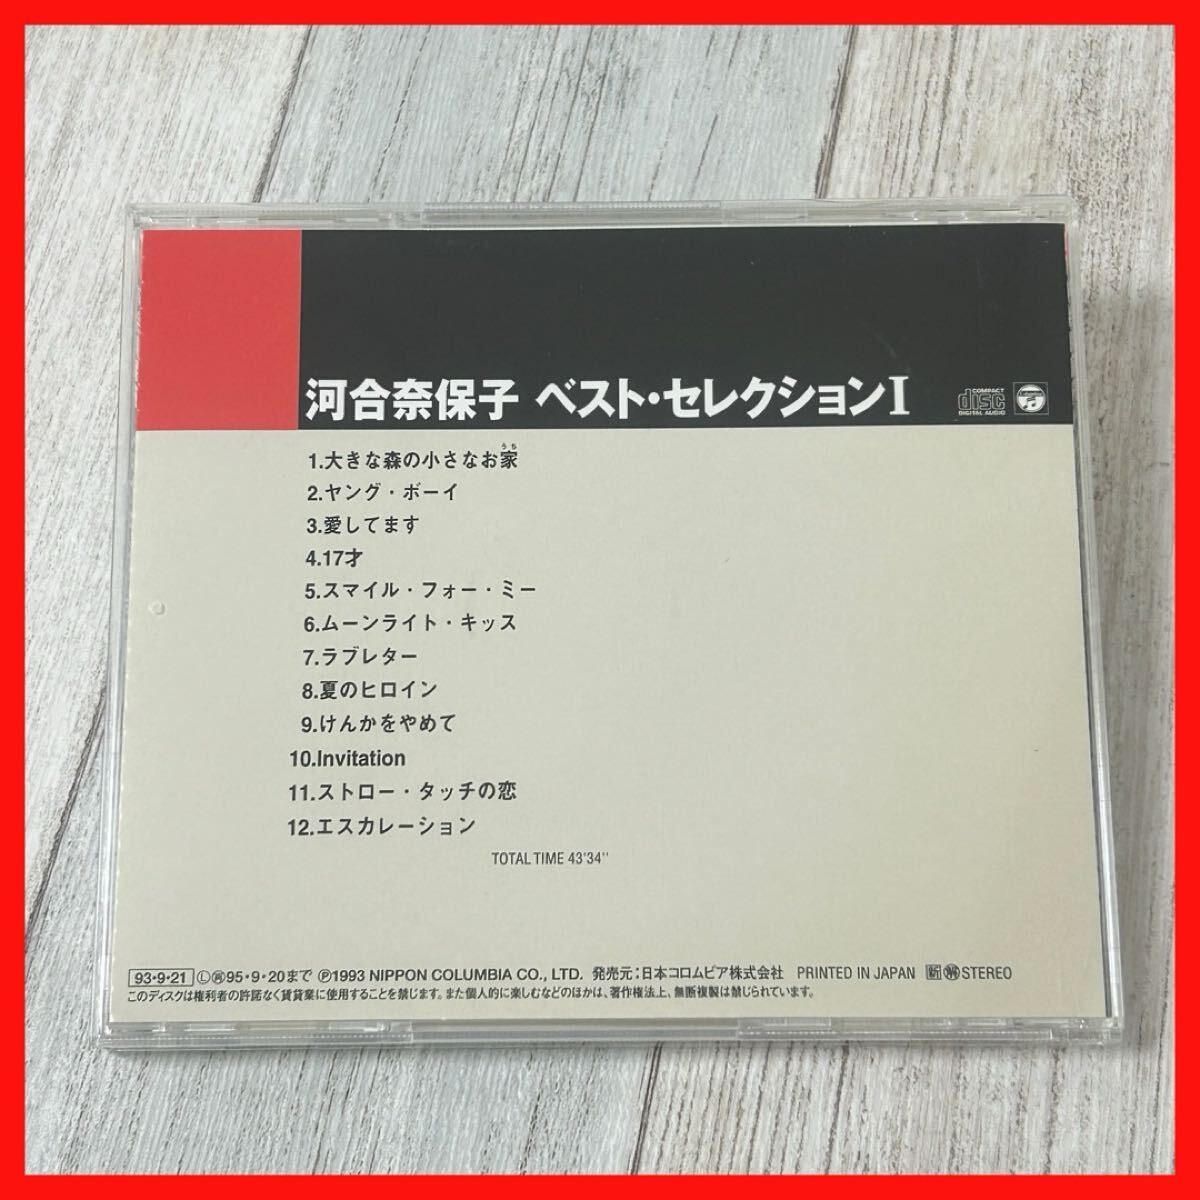 河合奈保子 ベスト・セレクションI
COMPACT
disc
DIGITAL AUDIO
1.大きな森の小さなお家
うち
2.ヤング・ボーイ
3.愛してます
4.17才
5.スマイル・フォー・ミー
6.ムーンライト・キッス
7.ラブレター
8.夏のヒロイン
9.けんかをやめて
10.Invitation
11.ストロー・タッチの恋
12.エスカレーション
TOTAL TIME 43'34''
93・9・21 Ⓛ㋮95・9・20まで ℗1993 NIPPON COLUMBIA CO., LTD. 発売元:日本コロムビア株式会社 PRINTED IN JAPAN STEREO
このディスクは権利者の許諾なく賃貸業に使用することを禁じます。また個人的に楽しむなどのほかは、著作権法上、無断複製は禁じられています。